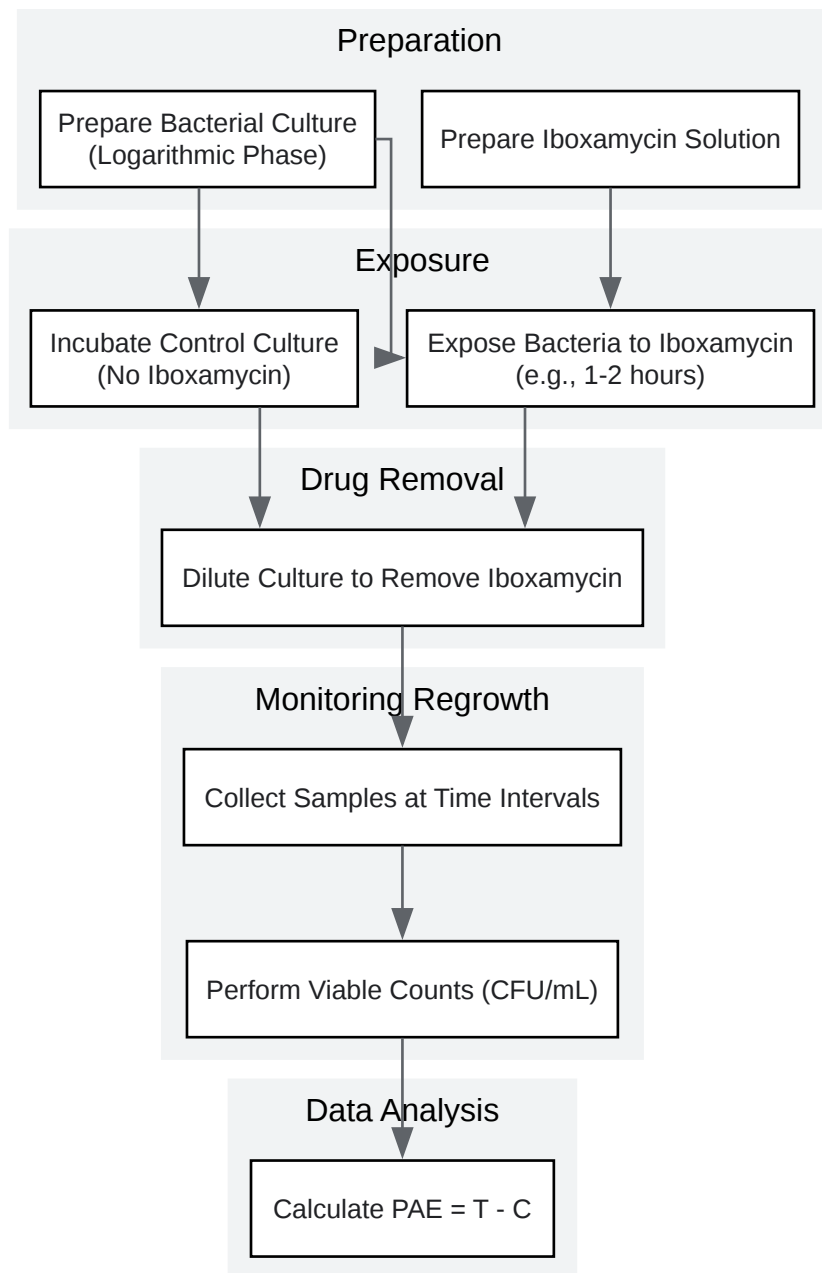 Preparation
Prepare Bacterial Culture
(Logarithmic Phase)
Prepare Iboxamycin Solution
Exposure
Incubate Control Culture
(No Iboxamycin)
Expose Bacteria to Iboxamycin
(e.g., 1-2 hours)
Drug Removal
Dilute Culture to Remove Iboxamycin
Monitoring Regrowth
Collect Samples at Time Intervals
Perform Viable Counts (CFU/mL)
Data Analysis
Calculate PAE = T - C